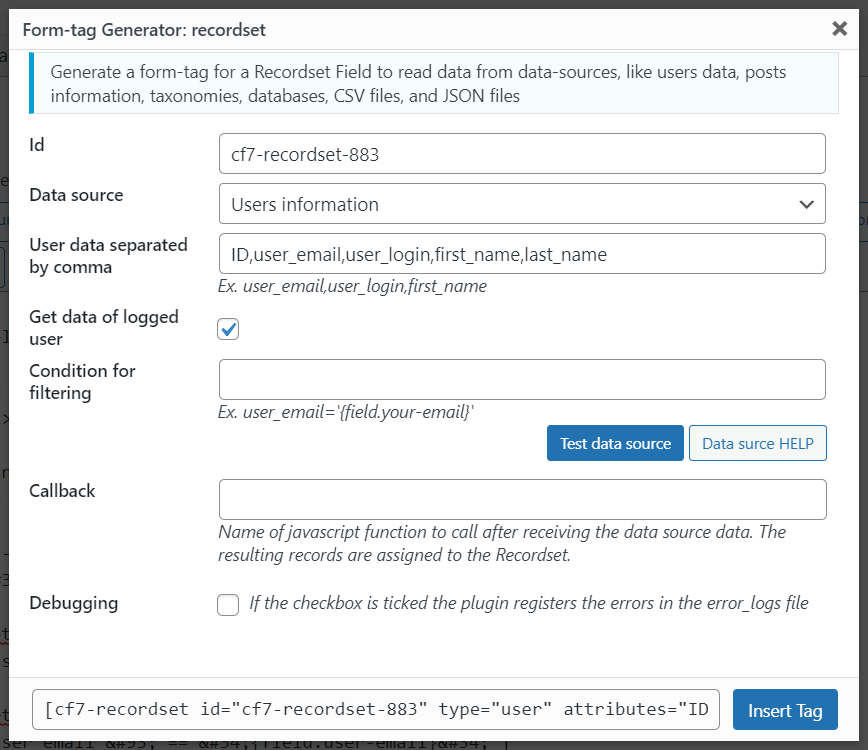 Form-tag Generator: recordset
Generate a form-tag for a Recordset Field to read data from data-sources, like users data, posts
information, taxonomies, databases, CSV files, and JSON files
Id
cf7-recordset-883
Data source
Users information
User data separated
by comma
ID,user_email,user_login,first_name,last_name
Ex. user_email,user_login,first_name
Get data of logged
user
Condition for
filtering
Ex. user_email='{field.your-email}'
Test data source
Data surce HELP
Callback
Name of javascript function to call after receiving the data source data. The
resulting records are assigned to the Recordset.
Debugging
If the checkbox is ticked the plugin registers the errors in the error_logs file
[cf7-recordset id="cf7-recordset-883" type="user" attributes="ID
Insert Tag